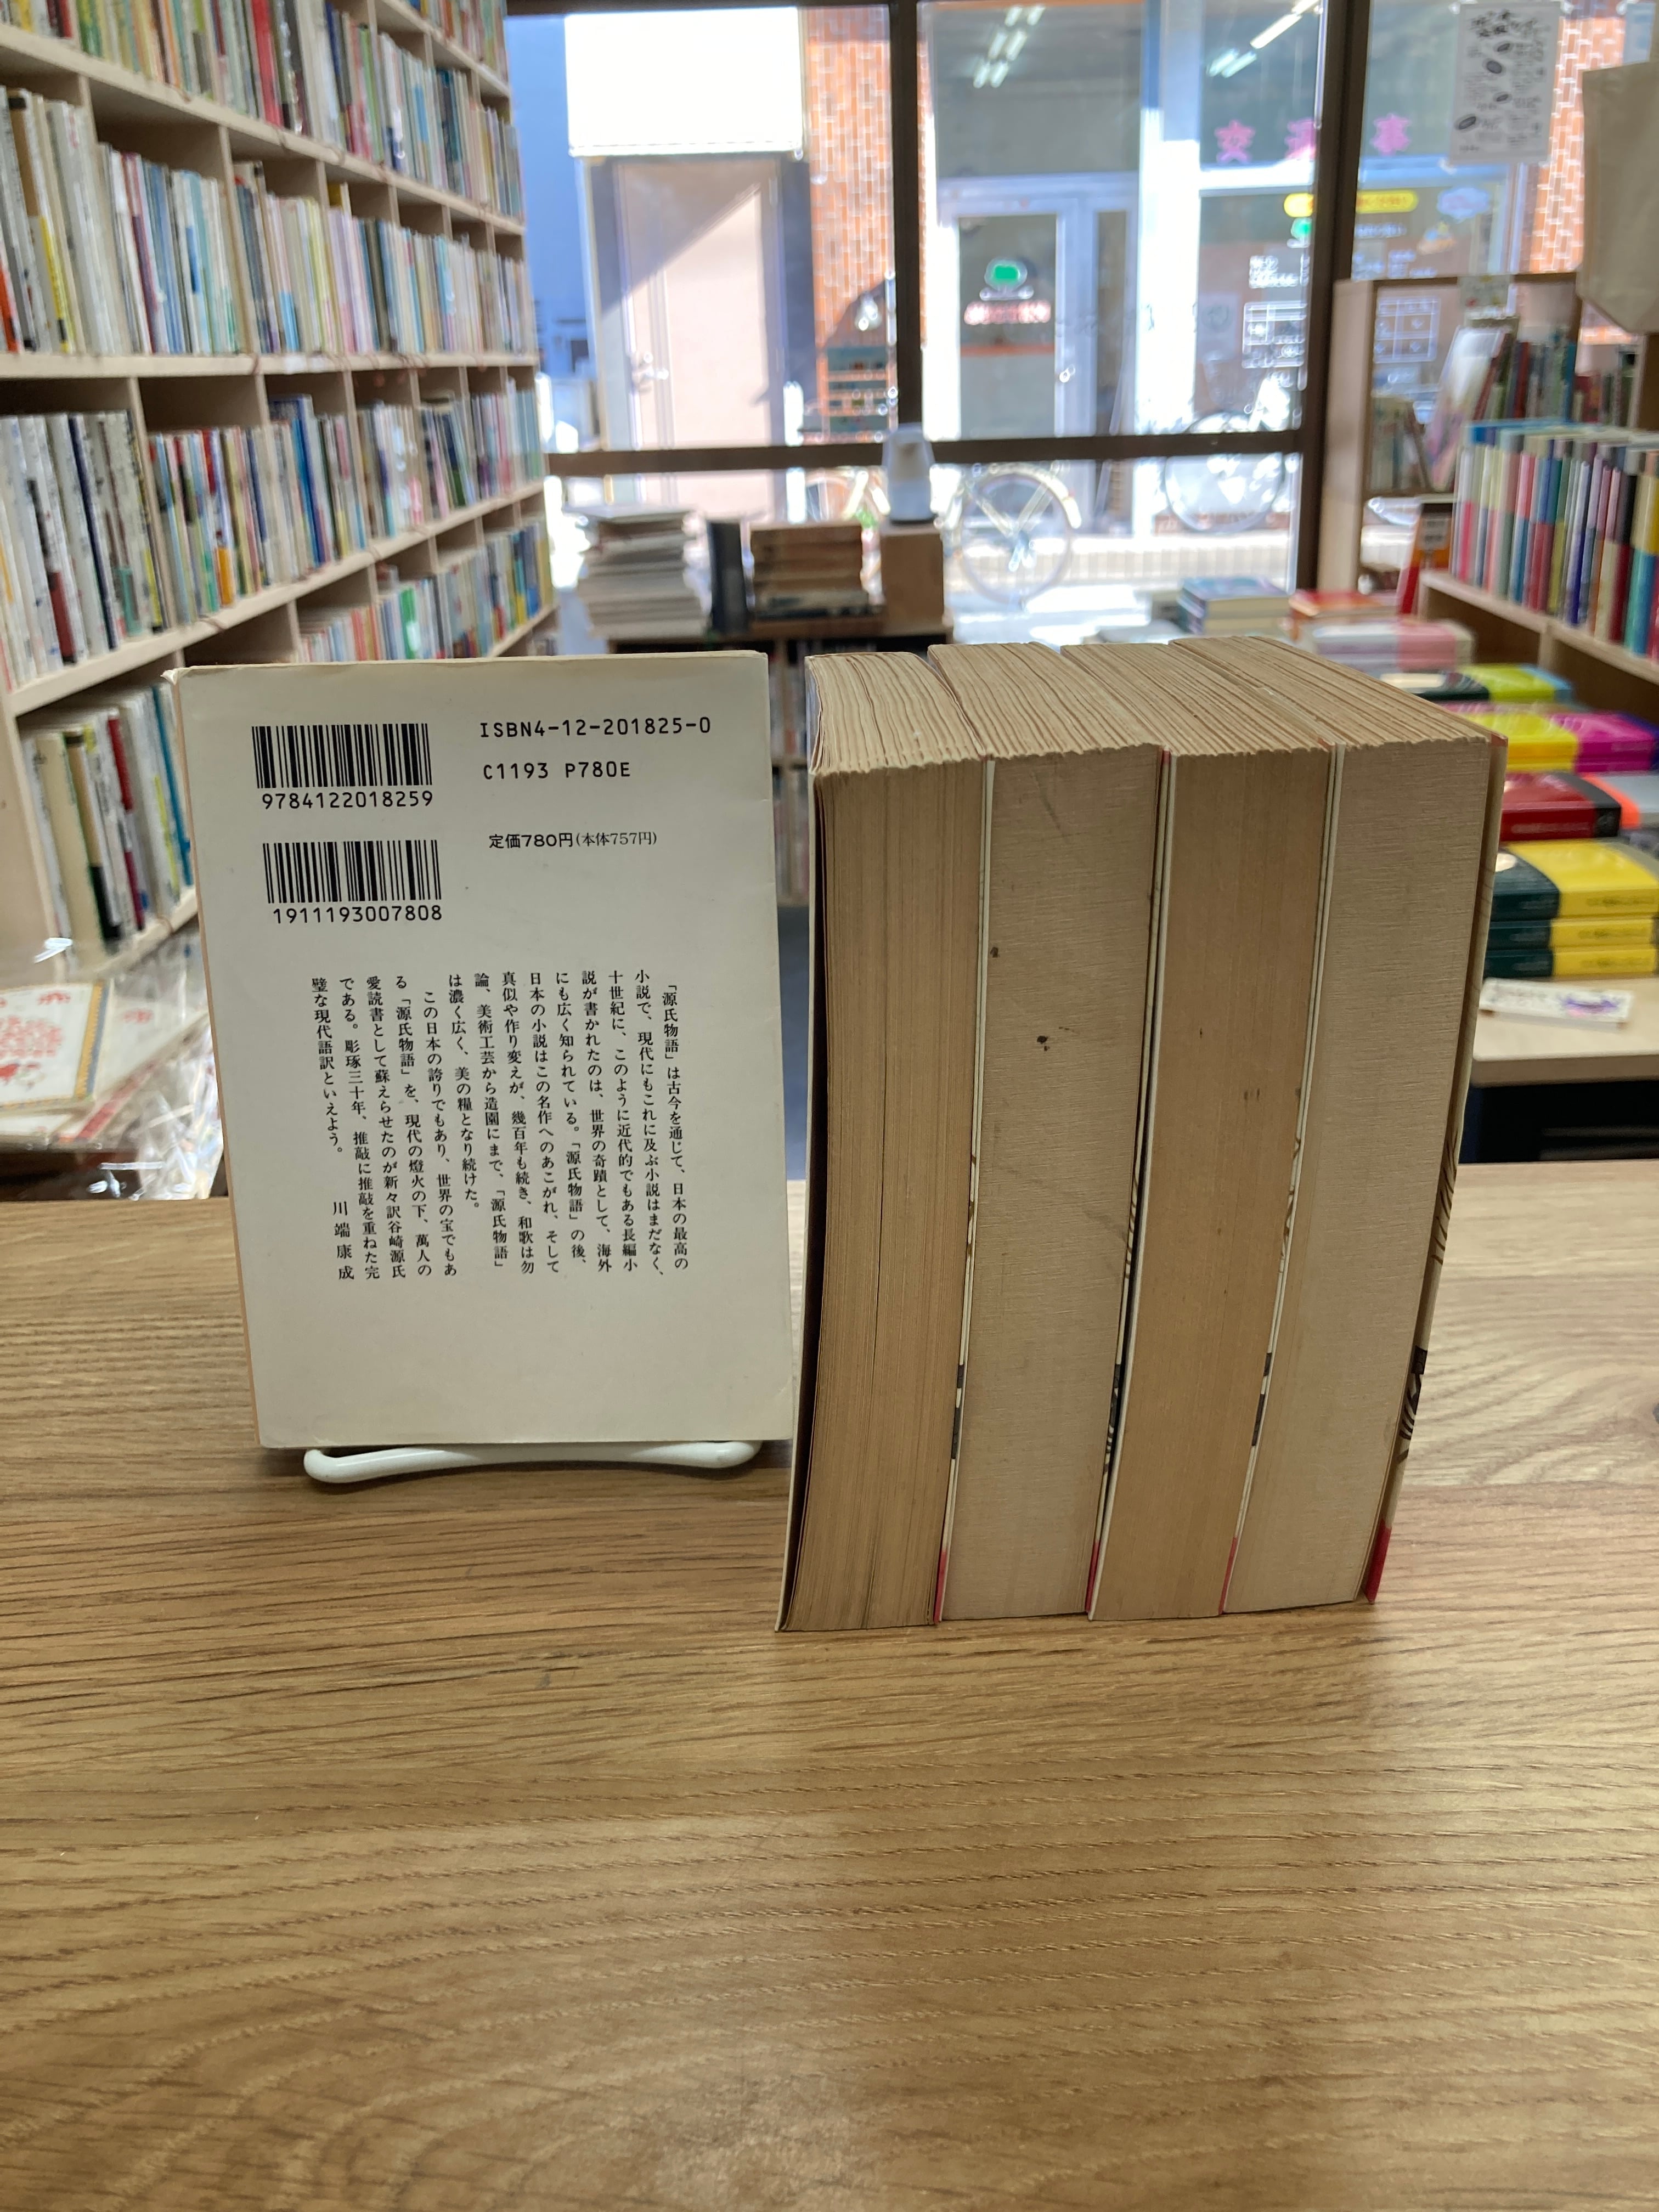 ISBN4-12-201825-0
C1193 P780E
9784122018259
定価780円(本体757円)
1911193007808
「源氏物語」は古今を通じて、日本の最高の
小説で、現代にもこれに及ぶ小説はまだなく、
十世紀に、このように近代的でもある長編小
説が書かれたのは、世界の奇蹟として、海外
にも広く知られている。「源氏物語」の後、
日本の小説はこの名作へのあこがれ、そして
真似や作り変えが、幾百年も続き、和歌は勿
論、美術工芸から造園にまで、「源氏物語」
は濃く広く、美の糧となり続けた。
この日本の誇りでもあり、世界の宝でもあ
る「源氏物語」を、現代の燈火の下、萬人の
愛読書として蘇えらせたのが新々訳谷崎源氏
である。彫琢三十年、推敲に推敲を重ねた完
璧な現代語訳といえよう。
川端康成